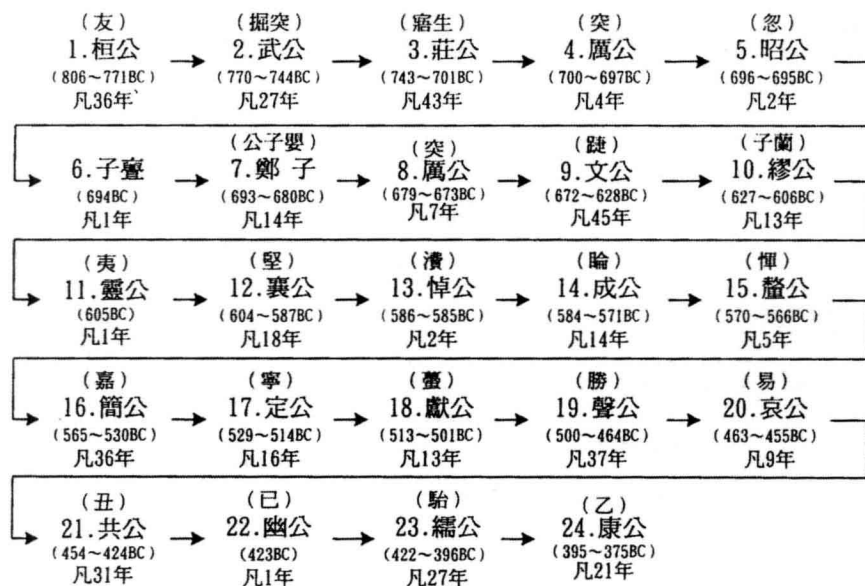 （友） （掘突） （寤生） （突） （忽）
1.桓公 → 2.武公 → 3.莊公 → 4.厲公 → 5.昭公
（806～771BC） （770～744BC） （743～701BC） （700～697BC） （696～695BC）
凡36年 凡27年 凡43年 凡4年 凡2年
（公子嬰） （突） （踕） （子蘭）
6.子亹 → 7.鄭 子 → 8.厲公 → 9.文公 → 10.繆公
（694BC） （693～680BC） （679～673BC） （672～628BC） （627～606BC）
凡1年 凡14年 凡7年 凡45年 凡13年
（夷） （堅） （濆） （睔） （惲）
11.靈公 → 12.襄公 → 13.悼公 → 14.成公 → 15.釐公
（605BC） （604～587BC） （586～585BC） （584～571BC） （570～566BC）
凡1年 凡18年 凡2年 凡14年 凡5年
（嘉） （寧） （蠆） （勝） （易）
16.簡公 → 17.定公 → 18.獻公 → 19.聲公 → 20.哀公
（565～530BC） （529～514BC） （513～501BC） （500～464BC） （463～455BC）
凡36年 凡16年 凡13年 凡37年 凡9年
（丑） （已） （駘） （乙）
21.共公 → 22.幽公 → 23.繻公 → 24.康公
（454～424BC） （423BC） （422～396BC） （395～375BC）
凡31年 凡1年 凡27年 凡21年